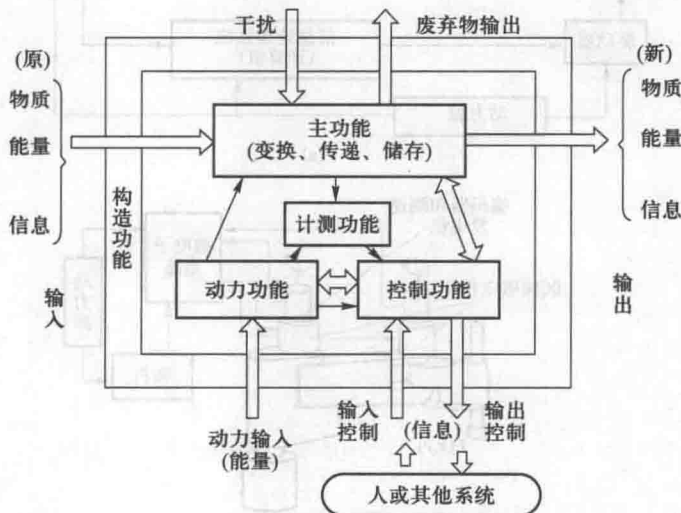 干扰
废弃物输出
(原)
物质
能量
信息
输入
(新)
物质
能量
信息
输出
构造功能
主功能
(变换、传递、储存)
计测功能
动力功能
控制功能
动力输入
(能量)
输入
控制
(信息)
输出
控制
人或其他系统